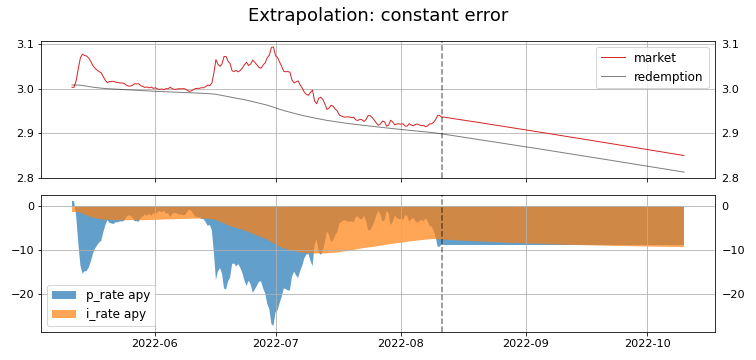 Extrapolation: constant error
3.1 3.1
market
redemption
3.0 3.0
2.9 2.9
2.8 2.8
0 0
−10 −10
−20 −20
p_rate apy
i_rate apy
2022-06 2022-07 2022-08 2022-09 2022-10